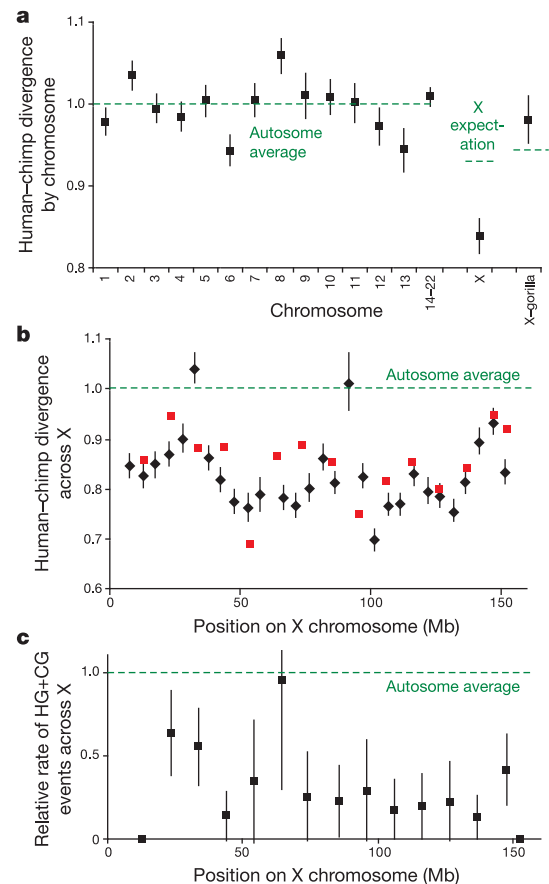 a
Human–chimp divergence
by chromosome
1.1
1.0
0.9
0.8
Autosome
average
X
expect-
ation
1 2 3 4 5 6 7 8 9 10 11 12 13 14–22 X X–gorilla
Chromosome
b
Human–chimp divergence
across X
1.1
1.0
0.9
0.8
0.7
0.6
Autosome average
0 50 100 150
Position on X chromosome (Mb)
c
Relative rate of HG+CG
events across X
1.0
0.5
0
Autosome average
0 50 100 150
Position on X chromosome (Mb)